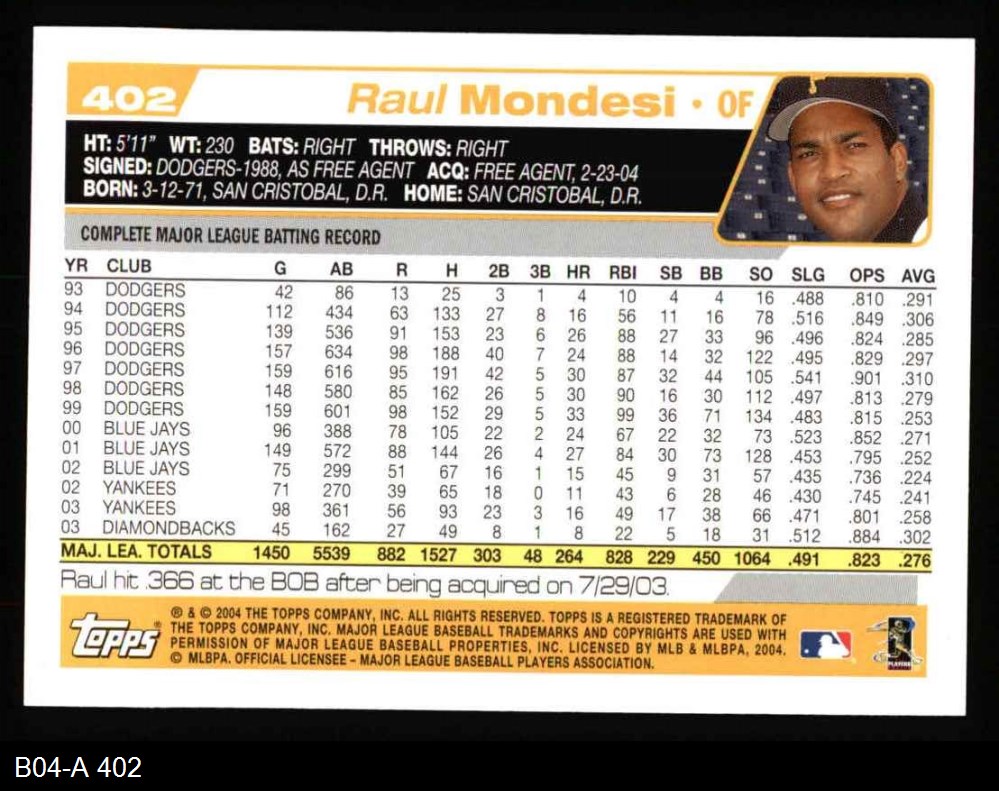 402
Raul Mondesi • OF
HT: 5'11" WT: 230 BATS: RIGHT THROWS: RIGHT
SIGNED: DODGERS-1988, AS FREE AGENT ACQ: FREE AGENT, 2-23-04
BORN: 3-12-71, SAN CRISTOBAL, D.R. HOME: SAN CRISTOBAL, D.R.
COMPLETE MAJOR LEAGUE BATTING RECORD
YR CLUB G AB R H 2B 3B HR RBI SB BB SO SLG OPS AVG
93 DODGERS 42 86 13 25 3 1 4 10 4 4 16 .488 .810 .291
94 DODGERS 112 434 63 133 27 8 16 56 11 16 78 .516 .849 .306
95 DODGERS 139 536 91 153 23 6 26 88 27 33 96 .496 .824 .285
96 DODGERS 157 634 98 188 40 7 24 88 14 32 122 .495 .829 .297
97 DODGERS 159 616 95 191 42 5 30 87 32 44 105 .541 .901 .310
98 DODGERS 148 580 85 162 26 5 30 90 16 30 112 .497 .813 .279
99 DODGERS 159 601 98 152 29 5 33 99 36 71 134 .483 .815 .253
00 BLUE JAYS 96 388 78 105 22 2 24 67 22 32 73 .523 .852 .271
01 BLUE JAYS 149 572 88 144 26 4 27 84 30 73 128 .453 .795 .252
02 BLUE JAYS 75 299 51 67 16 1 15 45 9 31 57 .435 .736 .224
02 YANKEES 71 270 39 65 18 0 11 43 6 28 46 .430 .745 .241
03 YANKEES 98 361 56 93 23 3 16 49 17 38 66 .471 .801 .258
03 DIAMONDBACKS 45 162 27 49 8 1 8 22 5 18 31 .512 .884 .302
MAJ. LEA. TOTALS 1450 5539 882 1527 303 48 264 828 229 450 1064 .491 .823 .276
Raul hit .366 at the BOB after being acquired on 7/29/03.
topps®
® & © 2004 THE TOPPS COMPANY, INC. ALL RIGHTS RESERVED. TOPPS IS A REGISTERED TRADEMARK OF
THE TOPPS COMPANY, INC. MAJOR LEAGUE BASEBALL TRADEMARKS AND COPYRIGHTS ARE USED WITH
PERMISSION OF MAJOR LEAGUE BASEBALL PROPERTIES, INC. LICENSED BY MLB & MLBPA, 2004.
© MLBPA. OFFICIAL LICENSEE – MAJOR LEAGUE BASEBALL PLAYERS ASSOCIATION.
PLAYERS
B04-A 402